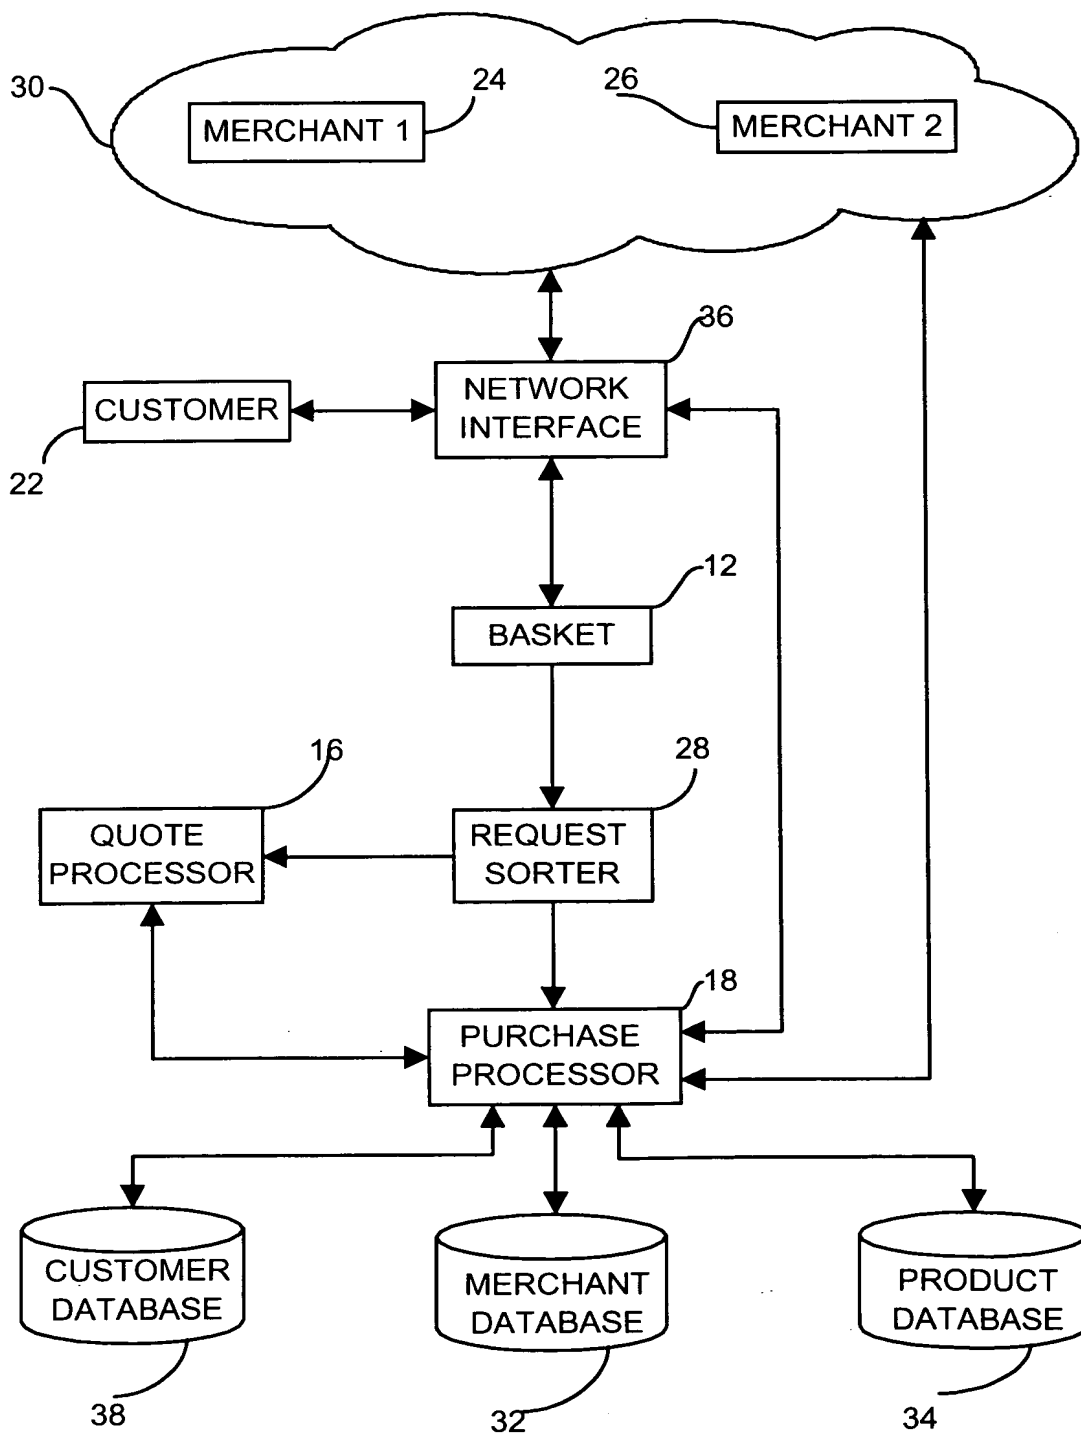 30
24
26
MERCHANT 1
MERCHANT 2
36
NETWORK
INTERFACE
CUSTOMER
22
12
BASKET
16
28
QUOTE
PROCESSOR
REQUEST
SORTER
18
PURCHASE
PROCESSOR
CUSTOMER
DATABASE
MERCHANT
DATABASE
PRODUCT
DATABASE
38
32
34